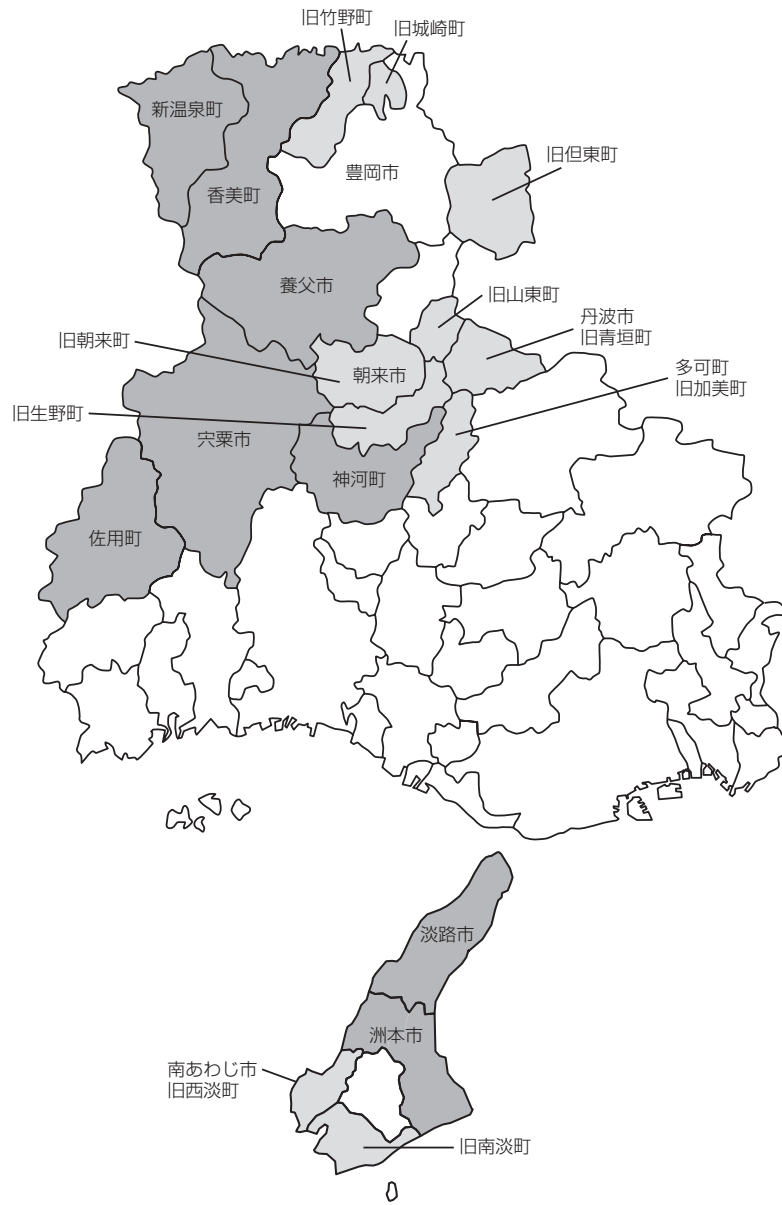 旧竹野町
旧城崎町
新温泉町
香美町
豊岡市
旧但東町
養父市
旧山東町
丹波市
旧青垣町
旧朝来町
朝来市
多可町
旧加美町
旧生野町
宍粟市
神河町
佐用町
淡路市
洲本市
南あわじ市
旧西淡町
旧南淡町